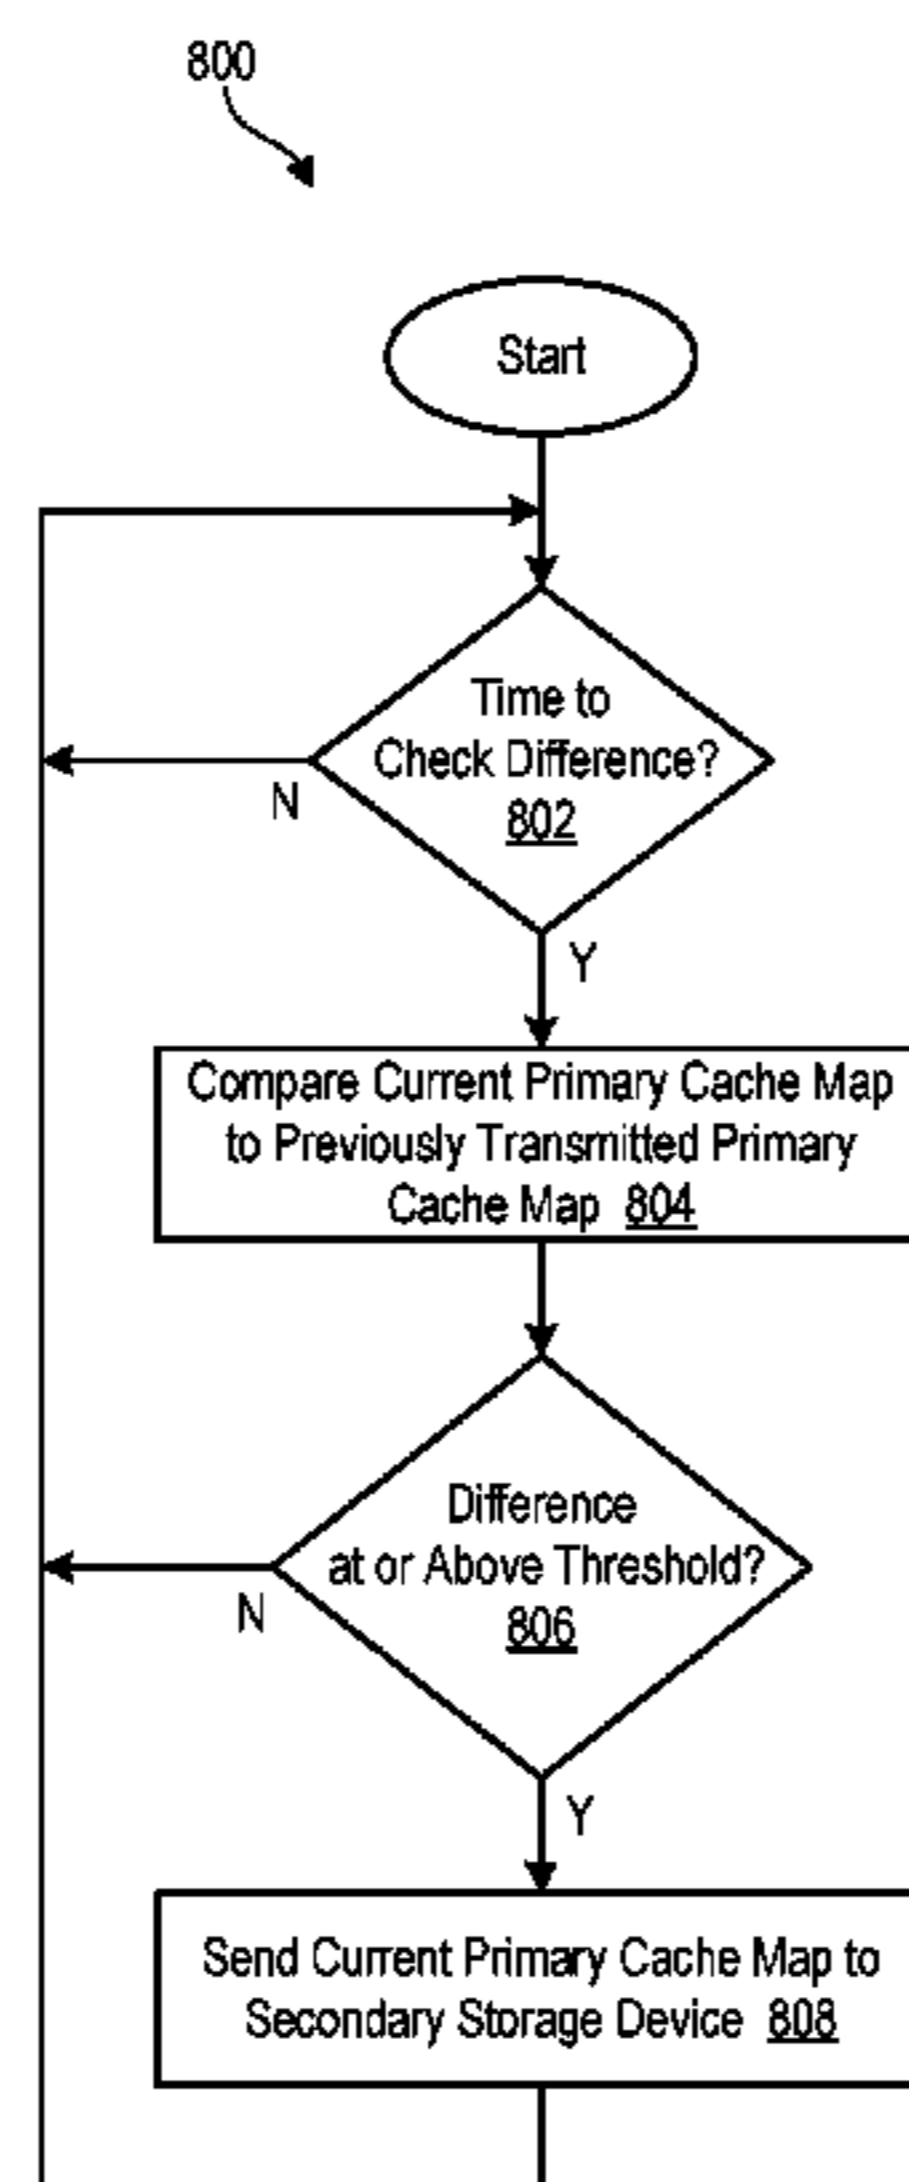 800
Start
Time to
Check Difference?
802
N
Y
Compare Current Primary Cache Map
to Previously Transmitted Primary
Cache Map 804
Difference
at or Above Threshold?
806
N
Y
Send Current Primary Cache Map to
Secondary Storage Device 808